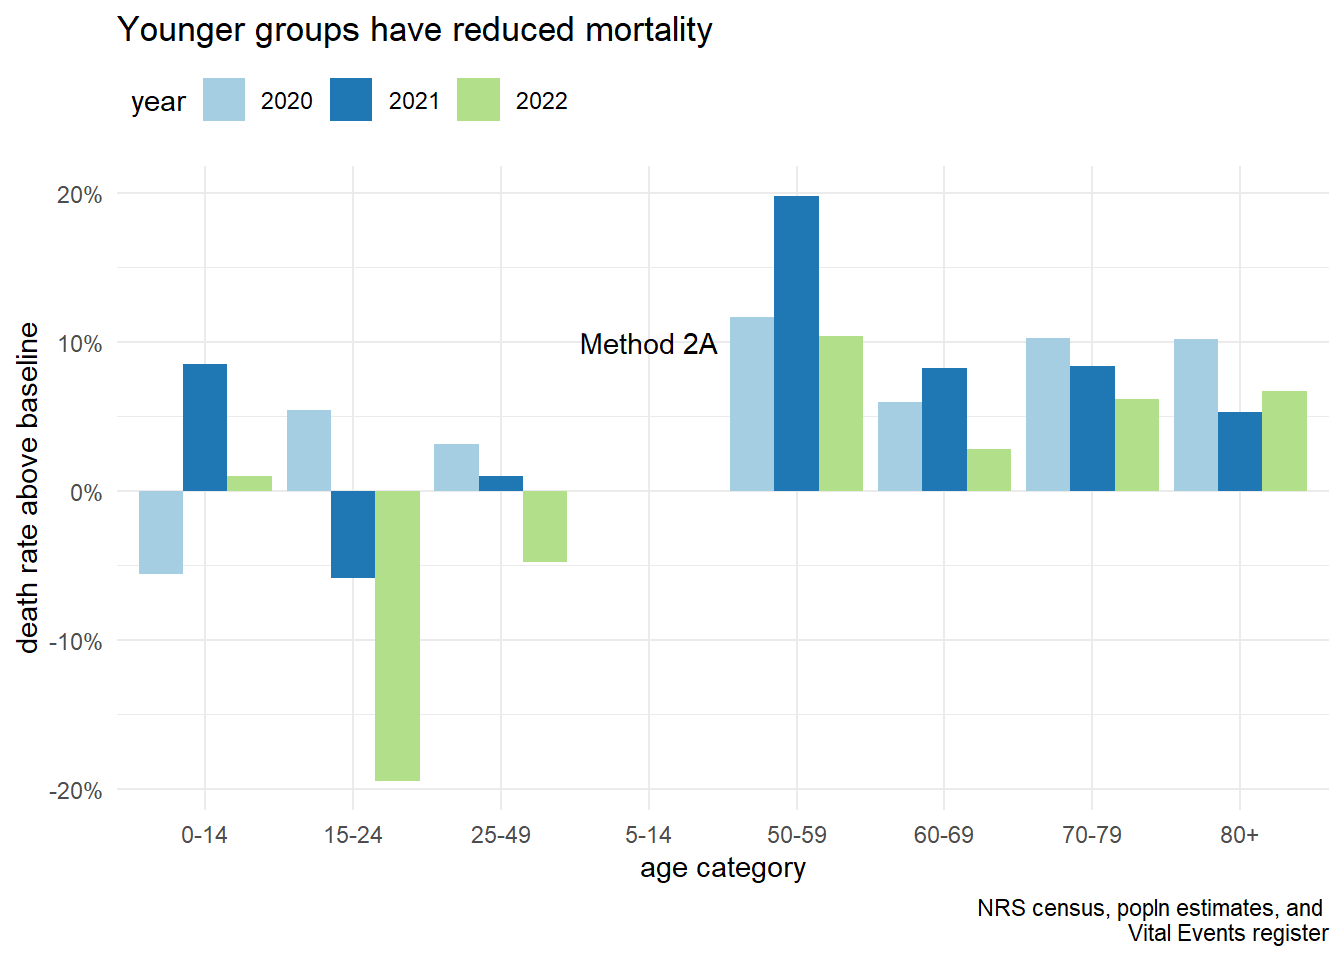 Younger groups have reduced mortality
year 2020 2021 2022
20%
10%
0%
-10%
-20%
death rate above baseline
Method 2A
0-14 15-24 25-49 5-14 50-59 60-69 70-79 80+
age category
NRS census, popln estimates, and
Vital Events register